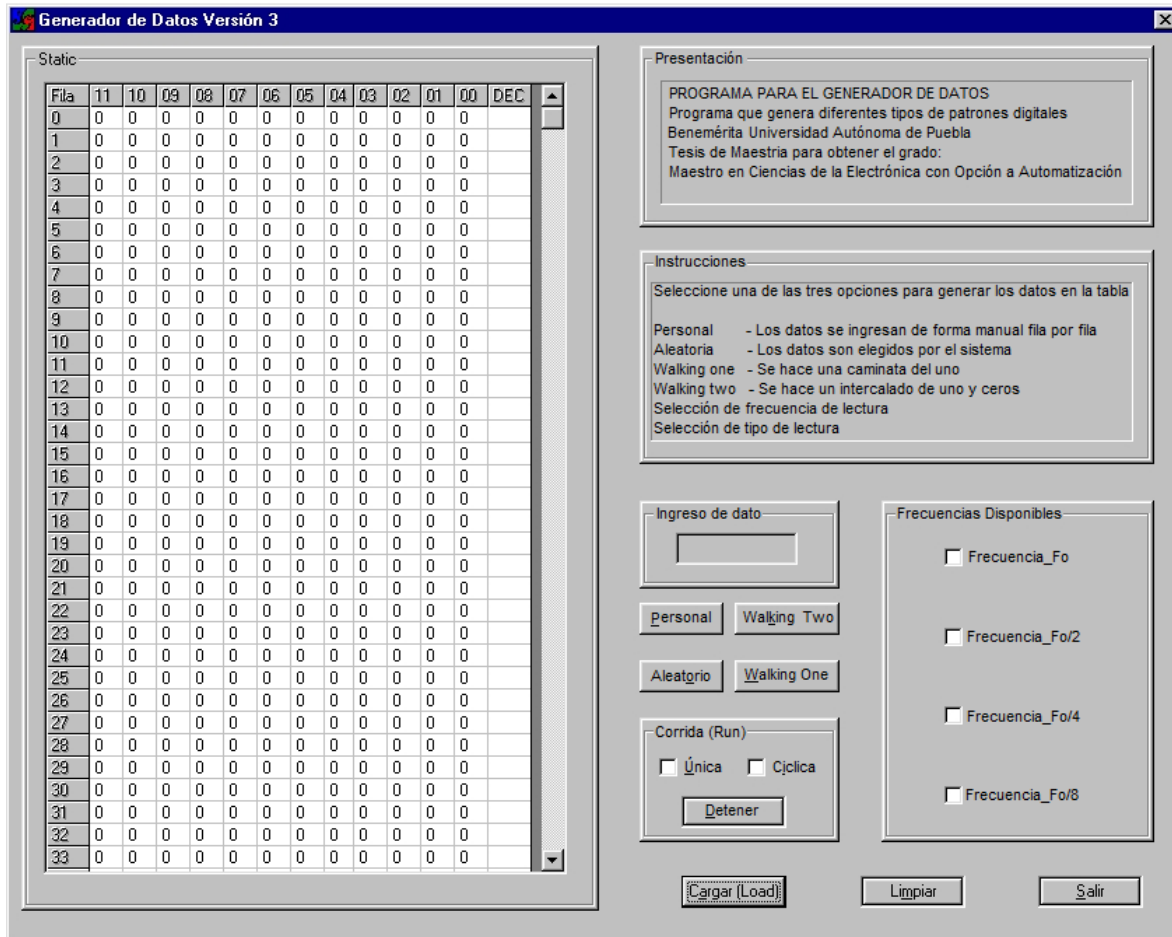 Generador de Datos Versión 3
Static
Fila 11 10 09 08 07 06 05 04 03 02 01 00 DEC
0 0 0 0 0 0 0 0 0 0 0 0 0
1 0 0 0 0 0 0 0 0 0 0 0 0
2 0 0 0 0 0 0 0 0 0 0 0 0
3 0 0 0 0 0 0 0 0 0 0 0 0
4 0 0 0 0 0 0 0 0 0 0 0 0
5 0 0 0 0 0 0 0 0 0 0 0 0
6 0 0 0 0 0 0 0 0 0 0 0 0
7 0 0 0 0 0 0 0 0 0 0 0 0
8 0 0 0 0 0 0 0 0 0 0 0 0
9 0 0 0 0 0 0 0 0 0 0 0 0
10 0 0 0 0 0 0 0 0 0 0 0 0
11 0 0 0 0 0 0 0 0 0 0 0 0
12 0 0 0 0 0 0 0 0 0 0 0 0
13 0 0 0 0 0 0 0 0 0 0 0 0
14 0 0 0 0 0 0 0 0 0 0 0 0
15 0 0 0 0 0 0 0 0 0 0 0 0
16 0 0 0 0 0 0 0 0 0 0 0 0
17 0 0 0 0 0 0 0 0 0 0 0 0
18 0 0 0 0 0 0 0 0 0 0 0 0
19 0 0 0 0 0 0 0 0 0 0 0 0
20 0 0 0 0 0 0 0 0 0 0 0 0
21 0 0 0 0 0 0 0 0 0 0 0 0
22 0 0 0 0 0 0 0 0 0 0 0 0
23 0 0 0 0 0 0 0 0 0 0 0 0
24 0 0 0 0 0 0 0 0 0 0 0 0
25 0 0 0 0 0 0 0 0 0 0 0 0
26 0 0 0 0 0 0 0 0 0 0 0 0
27 0 0 0 0 0 0 0 0 0 0 0 0
28 0 0 0 0 0 0 0 0 0 0 0 0
29 0 0 0 0 0 0 0 0 0 0 0 0
30 0 0 0 0 0 0 0 0 0 0 0 0
31 0 0 0 0 0 0 0 0 0 0 0 0
32 0 0 0 0 0 0 0 0 0 0 0 0
33 0 0 0 0 0 0 0 0 0 0 0 0
Presentación
PROGRAMA PARA EL GENERADOR DE DATOS
Programa que genera diferentes tipos de patrones digitales
Benemérita Universidad Autónoma de Puebla
Tesis de Maestria para obtener el grado:
Maestro en Ciencias de la Electrónica con Opción a Automatización
Instrucciones
Seleccione una de las tres opciones para generar los datos en la tabla
Personal - Los datos se ingresan de forma manual fila por fila
Aleatoria - Los datos son elegidos por el sistema
Walking one - Se hace una caminata del uno
Walking two - Se hace un intercalado de uno y ceros
Selección de frecuencia de lectura
Selección de tipo de lectura
Ingreso de dato
Personal
Walking Two
Aleatorio
Walking One
Corrida (Run)
Única
Ciclica
Detener
Frecuencias Disponibles
Frecuencia_Fo
Frecuencia_Fo/2
Frecuencia_Fo/4
Frecuencia_Fo/8
Cargar (Load)
Limpiar
Salir